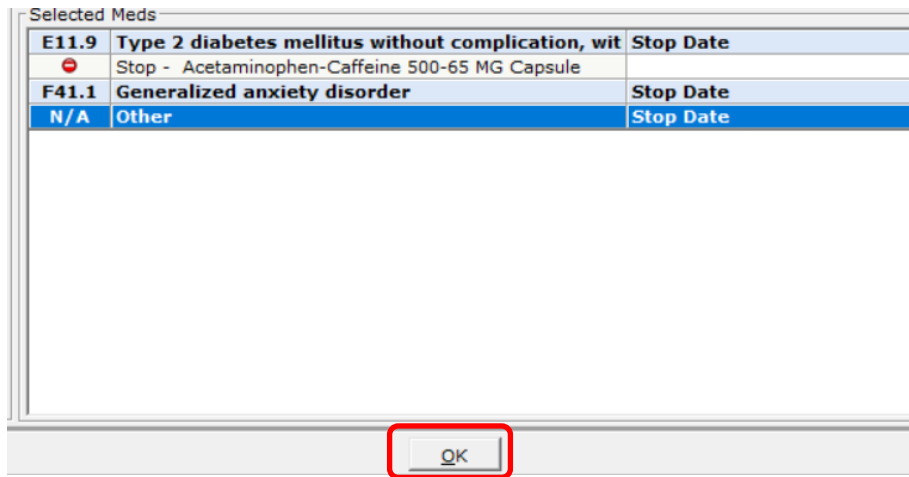 Selected Meds
E11.9 Type 2 diabetes mellitus without complication, wit Stop Date
Stop - Acetaminophen-Caffeine 500-65 MG Capsule
F41.1 Generalized anxiety disorder Stop Date
N/A Other Stop Date
OK